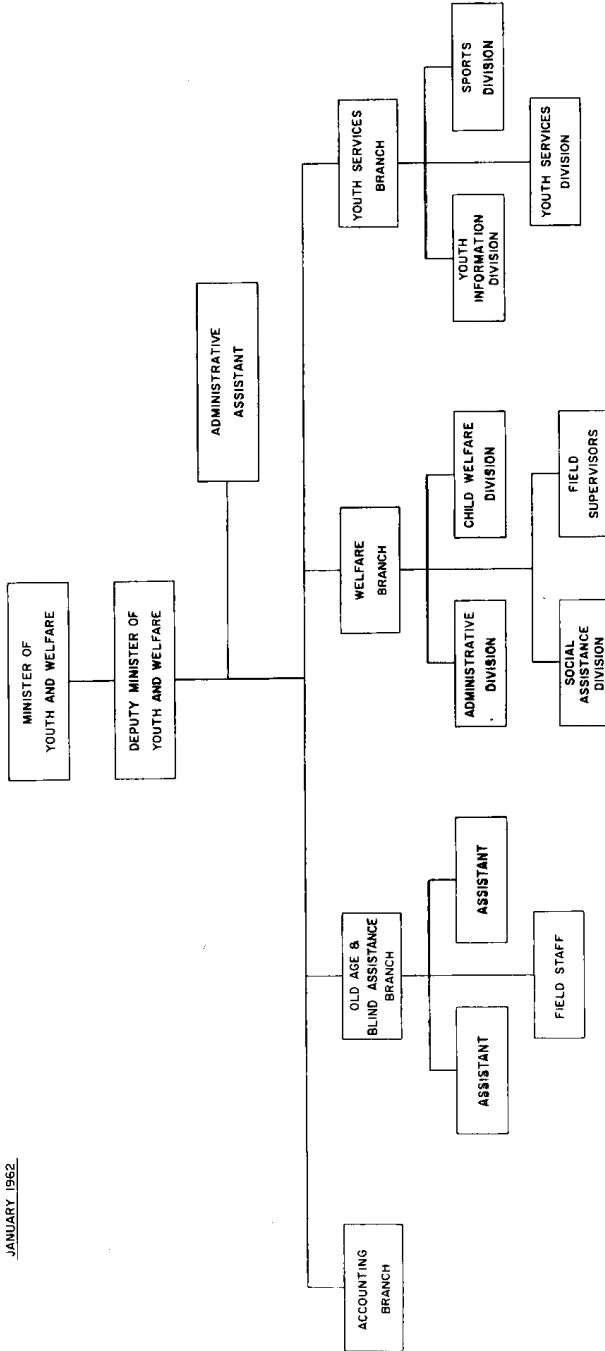 JANUARY 1962
MINISTER OF
YOUTH AND WELFARE
DEPUTY MINISTER OF
YOUTH AND WELFARE
ADMINISTRATIVE
ASSISTANT
ACCOUNTING
BRANCH
OLD AGE &
BLIND ASSISTANCE
BRANCH
ASSISTANT
ASSISTANT
FIELD STAFF
WELFARE
BRANCH
ADMINISTRATIVE
DIVISION
CHILD WELFARE
DIVISION
SOCIAL
ASSISTANCE
DIVISION
FIELD
SUPERVISORS
YOUTH SERVICES
BRANCH
YOUTH
INFORMATION
DIVISION
SPORTS
DIVISION
YOUTH SERVICES
DIVISION